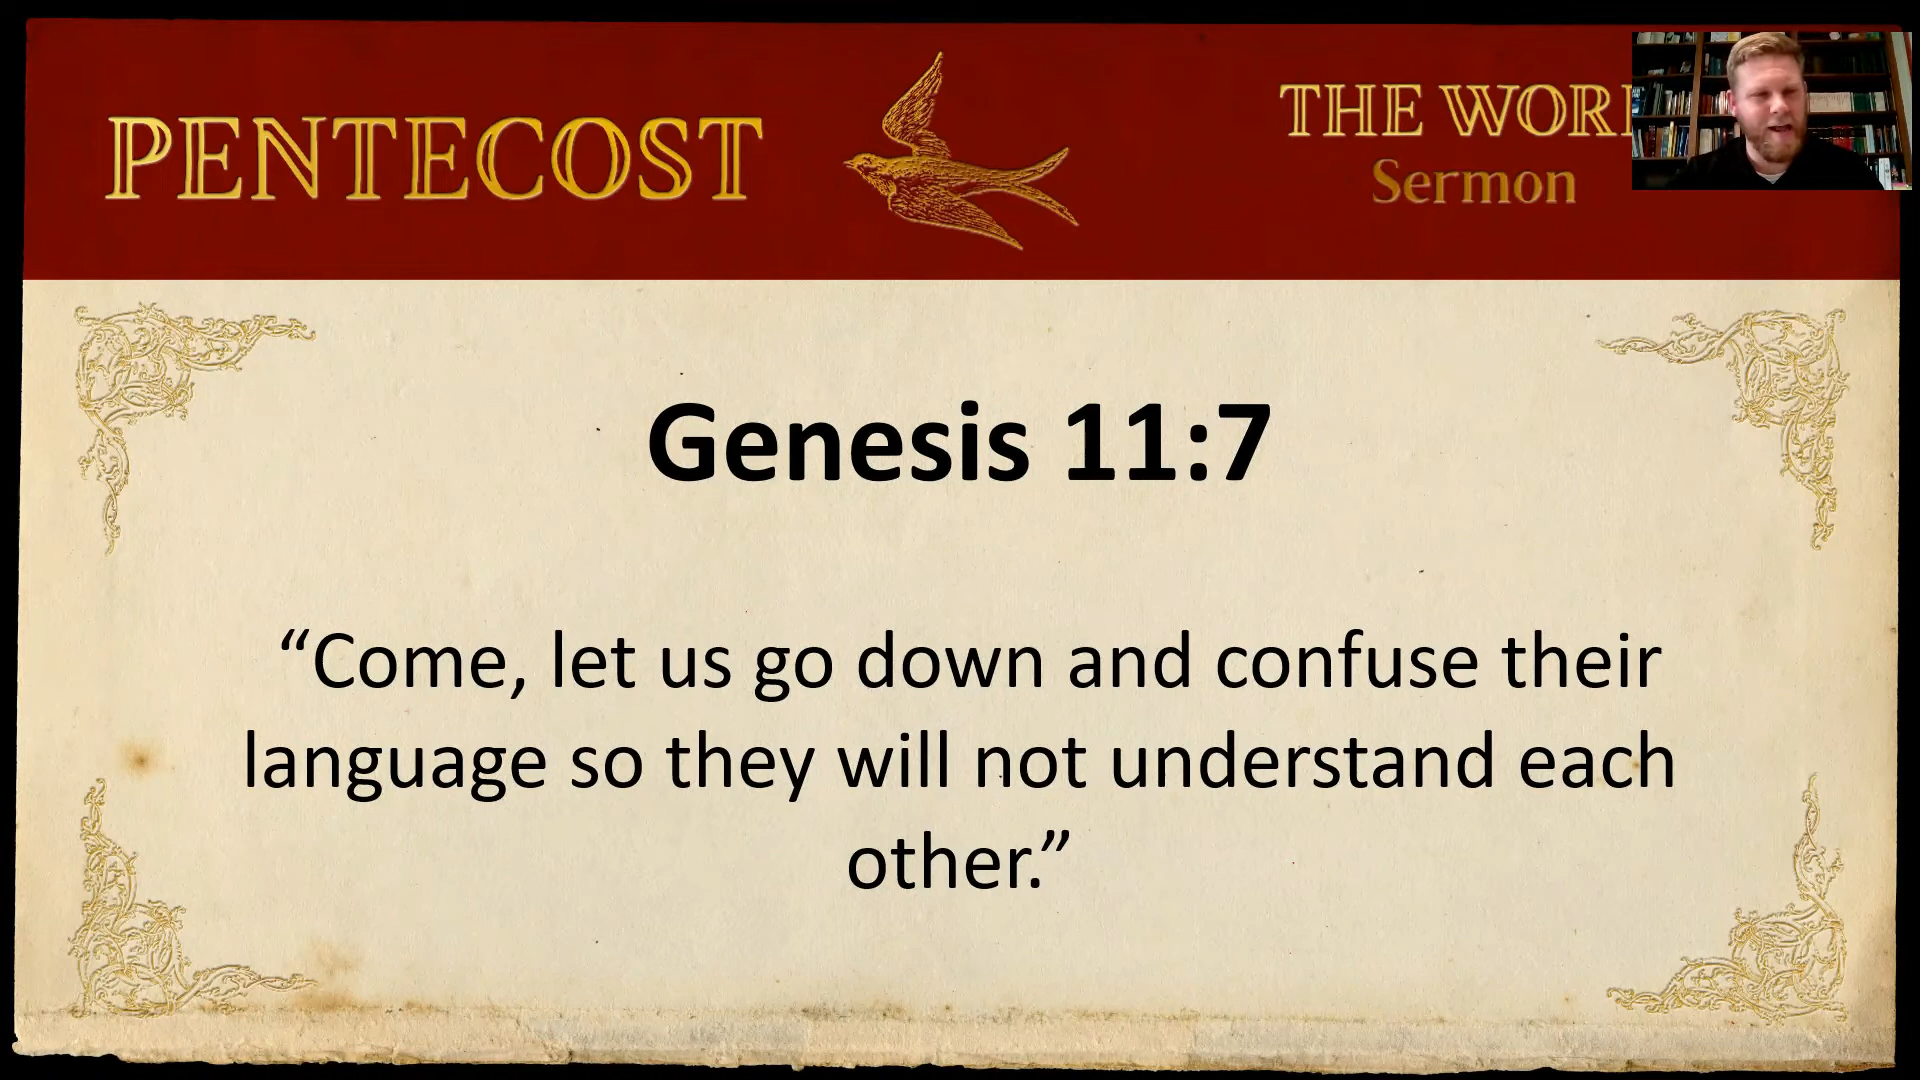 PENTECOST
THE WOR
Sermon
Genesis 11:7
“Come, let us go down and confuse their
language so they will not understand each
other.”